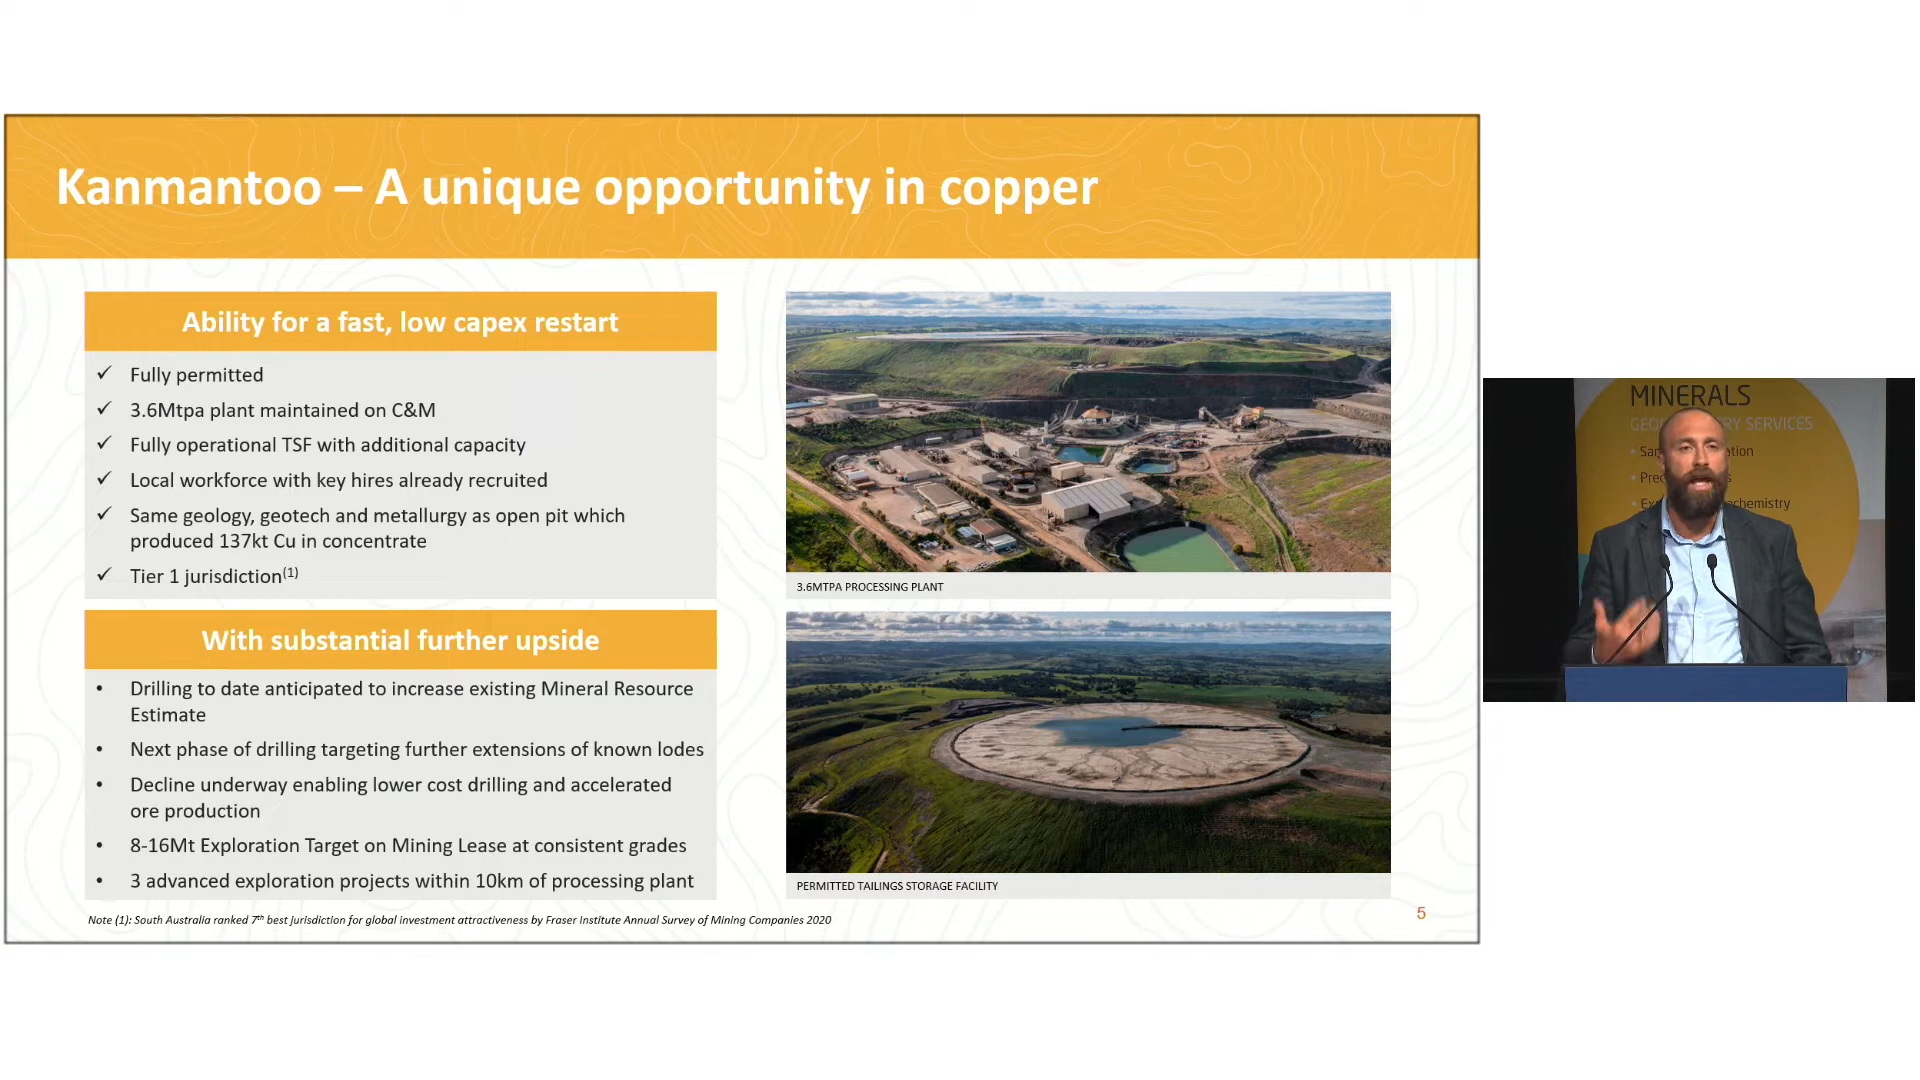 Kanmantoo – A unique opportunity in copper
Ability for a fast, low capex restart
✓ Fully permitted
✓ 3.6Mtpa plant maintained on C&M
✓ Fully operational TSF with additional capacity
✓ Local workforce with key hires already recruited
✓ Same geology, geotech and metallurgy as open pit which
produced 137kt Cu in concentrate
✓ Tier 1 jurisdiction(1)
With substantial further upside
• Drilling to date anticipated to increase existing Mineral Resource
Estimate
• Next phase of drilling targeting further extensions of known lodes
• Decline underway enabling lower cost drilling and accelerated
ore production
• 8-16Mt Exploration Target on Mining Lease at consistent grades
• 3 advanced exploration projects within 10km of processing plant
Note (1): South Australia ranked 7th best jurisdiction for global investment attractiveness by Fraser Institute Annual Survey of Mining Companies 2020
3.6MTPA PROCESSING PLANT
PERMITTED TAILINGS STORAGE FACILITY
5
MINERALS
SERVICES